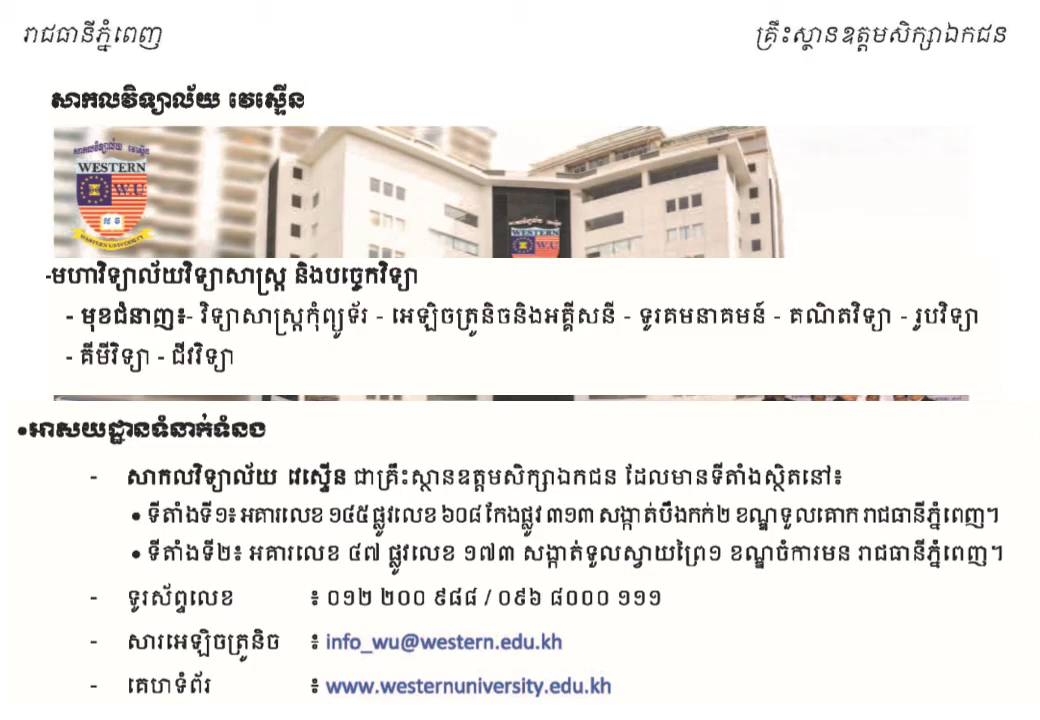 រាជធានីភ្នំពេញ
គ្រឹះស្ថានឧត្តមសិក្សាឯកជន
សាកលវិទ្យាល័យ វេស្ទើន
សាកលវិទ្យាល័យ វេស្ទើន
WESTERN
W.U
WESTERN UNIVERSITY
WESTERN
W.U
-មហាវិទ្យាល័យវិទ្យាសាស្ត្រ និងបច្ចេកវិទ្យា
- មុខជំនាញ៖- វិទ្យាសាស្ត្រកុំព្យូទ័រ - អេឡិចត្រូនិចនិងអគ្គីសនី - ទូរគមនាគមន៍ - គណិតវិទ្យា - រូបវិទ្យា
- គីមីវិទ្យា - ជីវវិទ្យា
•អាសយដ្ឋានទំនាក់ទំនង
- សាកលវិទ្យាល័យ វេស្ទើន ជាគ្រឹះស្ថានឧត្តមសិក្សាឯកជន ដែលមានទីតាំងស្ថិតនៅ៖
• ទីតាំងទី១៖ អគារលេខ ១៤៥ ផ្លូវលេខ ៦០៨ កែងផ្លូវ ៣១៣ សង្កាត់បឹងកក់២ ខណ្ឌទួលគោក រាជធានីភ្នំពេញ។
• ទីតាំងទី២៖ អគារលេខ ៤៧ ផ្លូវលេខ ១៧៣ សង្កាត់ទួលស្វាយព្រៃ១ ខណ្ឌចំការមន រាជធានីភ្នំពេញ។
- ទូរស័ព្ទលេខ ៖ ០១២ ២០០ ៩៨៨ / ០៩៦ ៨០០០ ១១១
- សារអេឡិចត្រូនិច ៖ info_wu@western.edu.kh
- គេហទំព័រ ៖ www.westernuniversity.edu.kh